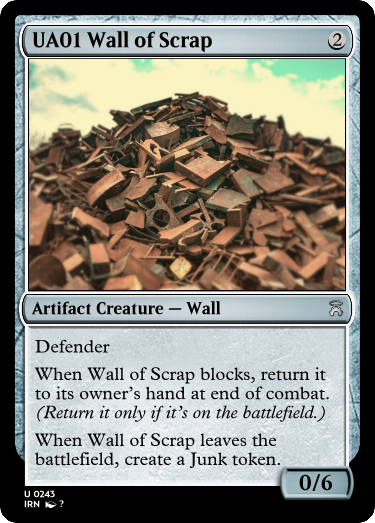 UA01 Wall of Scrap 2
Artifact Creature — Wall
Defender
When Wall of Scrap blocks, return it
to its owner's hand at end of combat.
(Return it only if it's on the battlefield.)
When Wall of Scrap leaves the
battlefield, create a Junk token.
0/6
U 0243
IRN ?